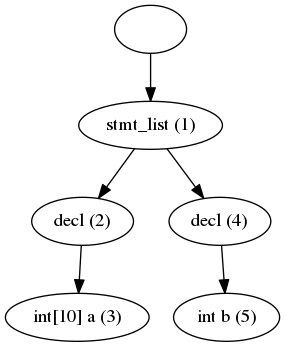 stmt_list (1)
decl (2)
decl (4)
int[10] a (3)
int b (5)